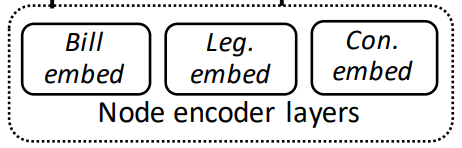 Bill embed
Leg. embed
Con. embed
Node encoder layers